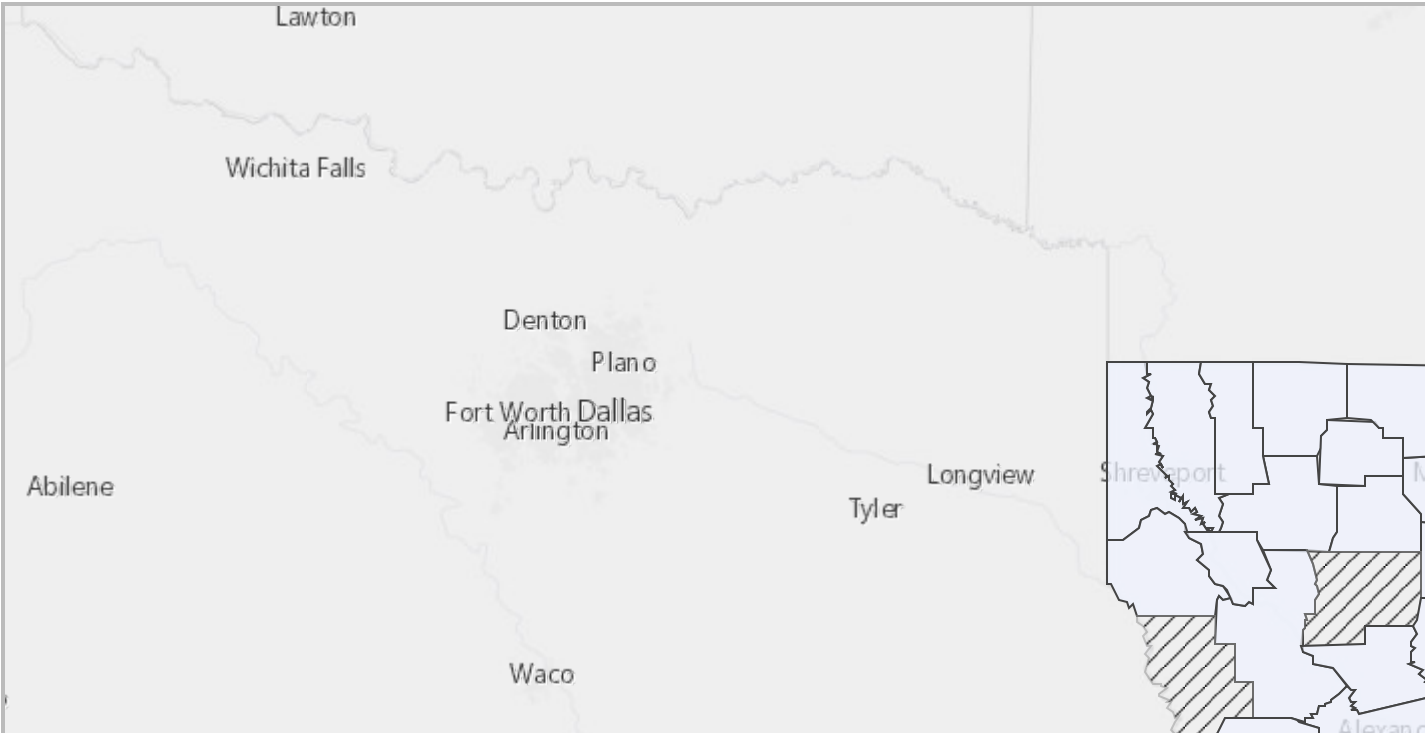 Lawton
Wichita Falls
Denton
Plano
Fort Worth Dallas
Arlington
Shreveport
Longview
Abilene
Tyler
Waco